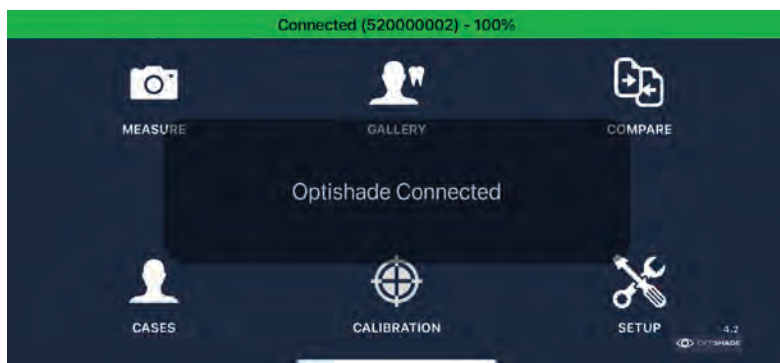 Connected (520000002) - 100%
MEASURE GALLERY COMPARE
Optishade Connected
CASES CALIBRATION SETUP
4.2
OPTISHADE